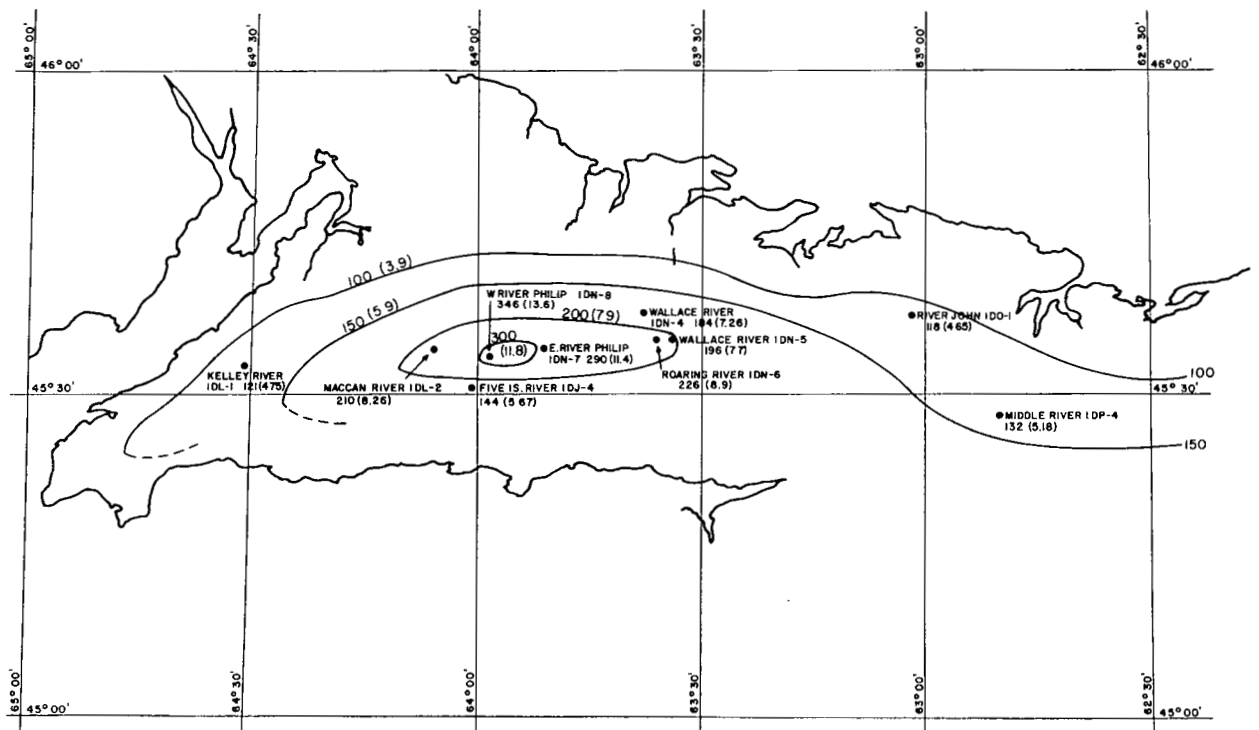 65° 00'
64° 30'
64° 00'
63° 30'
63° 00'
62° 30'
46° 00'
46° 00'
100 (3.9)
150 (5.9)
W.RIVER PHILIP 1DN-8
346 (13.6)
200 (7.9)
300
(11.8)
WALLACE RIVER
1DN-4 184 (7.26)
RIVER JOHN 1DO-1
118 (4.65)
E.RIVER PHILIP
1DN-7 290 (11.4)
WALLACE RIVER 1DN-5
196 (7.7)
KELLEY RIVER
1DL-1 121(4.75)
MACCAN RIVER 1DL-2
210 (8.26)
FIVE IS. RIVER 1DJ-4
144 (5.67)
ROARING RIVER 1DN-6
226 (8.9)
100
45° 30'
45° 30'
MIDDLE RIVER 1DP-4
132 (5.18)
150
45° 00'
45° 00'
65° 00'
64° 30'
64° 00'
63° 30'
63° 00'
62° 30'